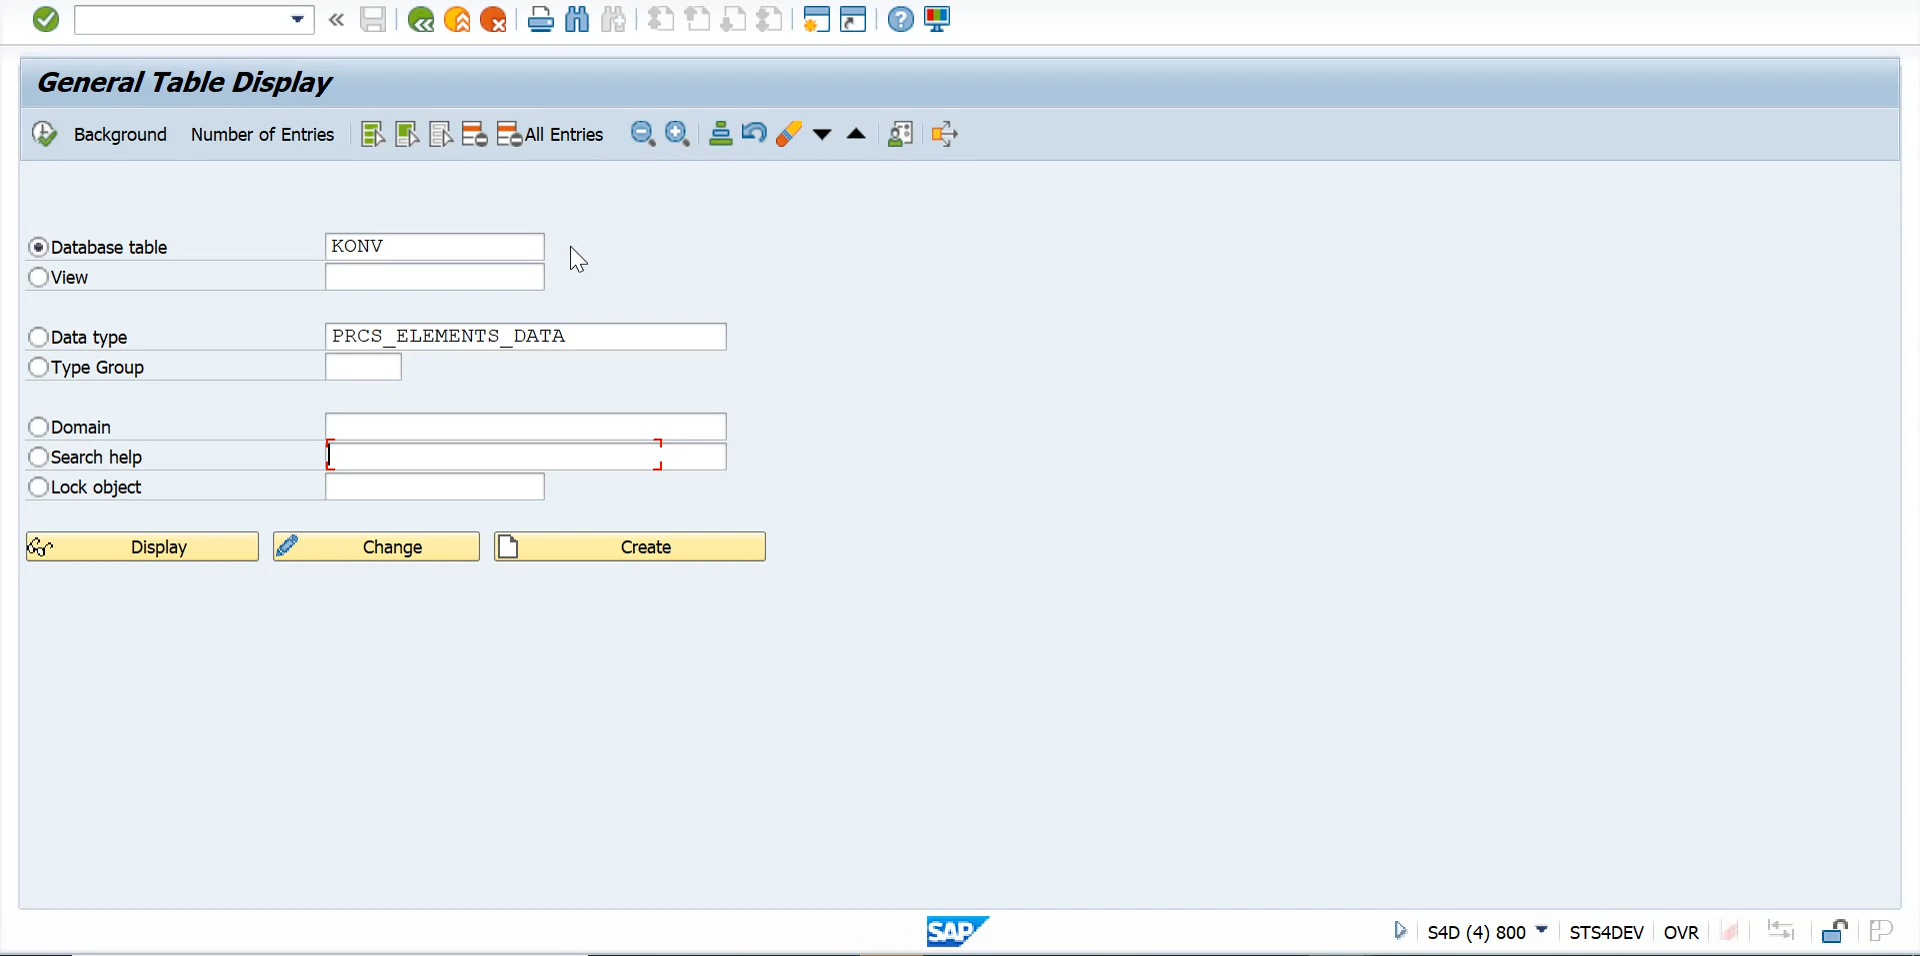 General Table Display
Background Number of Entries All Entries
Database table KONV
View
Data type PRCS_ELEMENTS_DATA
Type Group
Domain
Search help
Lock object
Display Change Create
SAP S4D (4) 800 STS4DEV OVR